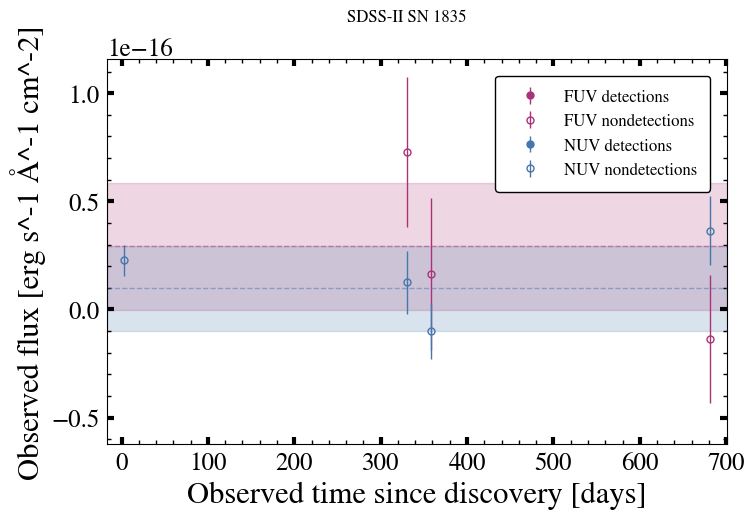 SDSS-II SN 1835
1e−16
FUV detections
FUV nondetections
NUV detections
NUV nondetections
1.0
0.5
0.0
−0.5
Observed flux [erg s^-1 Å^-1 cm^-2]
0 100 200 300 400 500 600 700
Observed time since discovery [days]